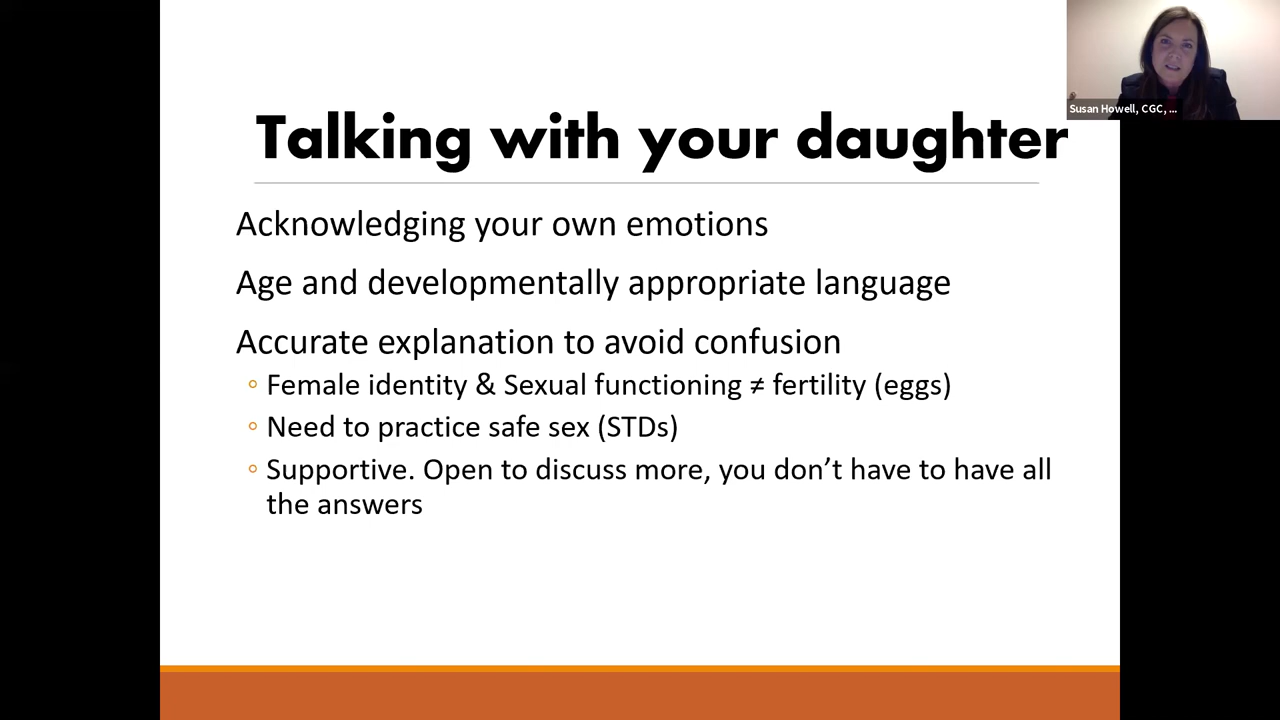 Talking with your daughter
Susan Howell, CGC, ...
Acknowledging your own emotions
Age and developmentally appropriate language
Accurate explanation to avoid confusion
◦ Female identity & Sexual functioning ≠ fertility (eggs)
◦ Need to practice safe sex (STDs)
◦ Supportive. Open to discuss more, you don’t have to have all
the answers